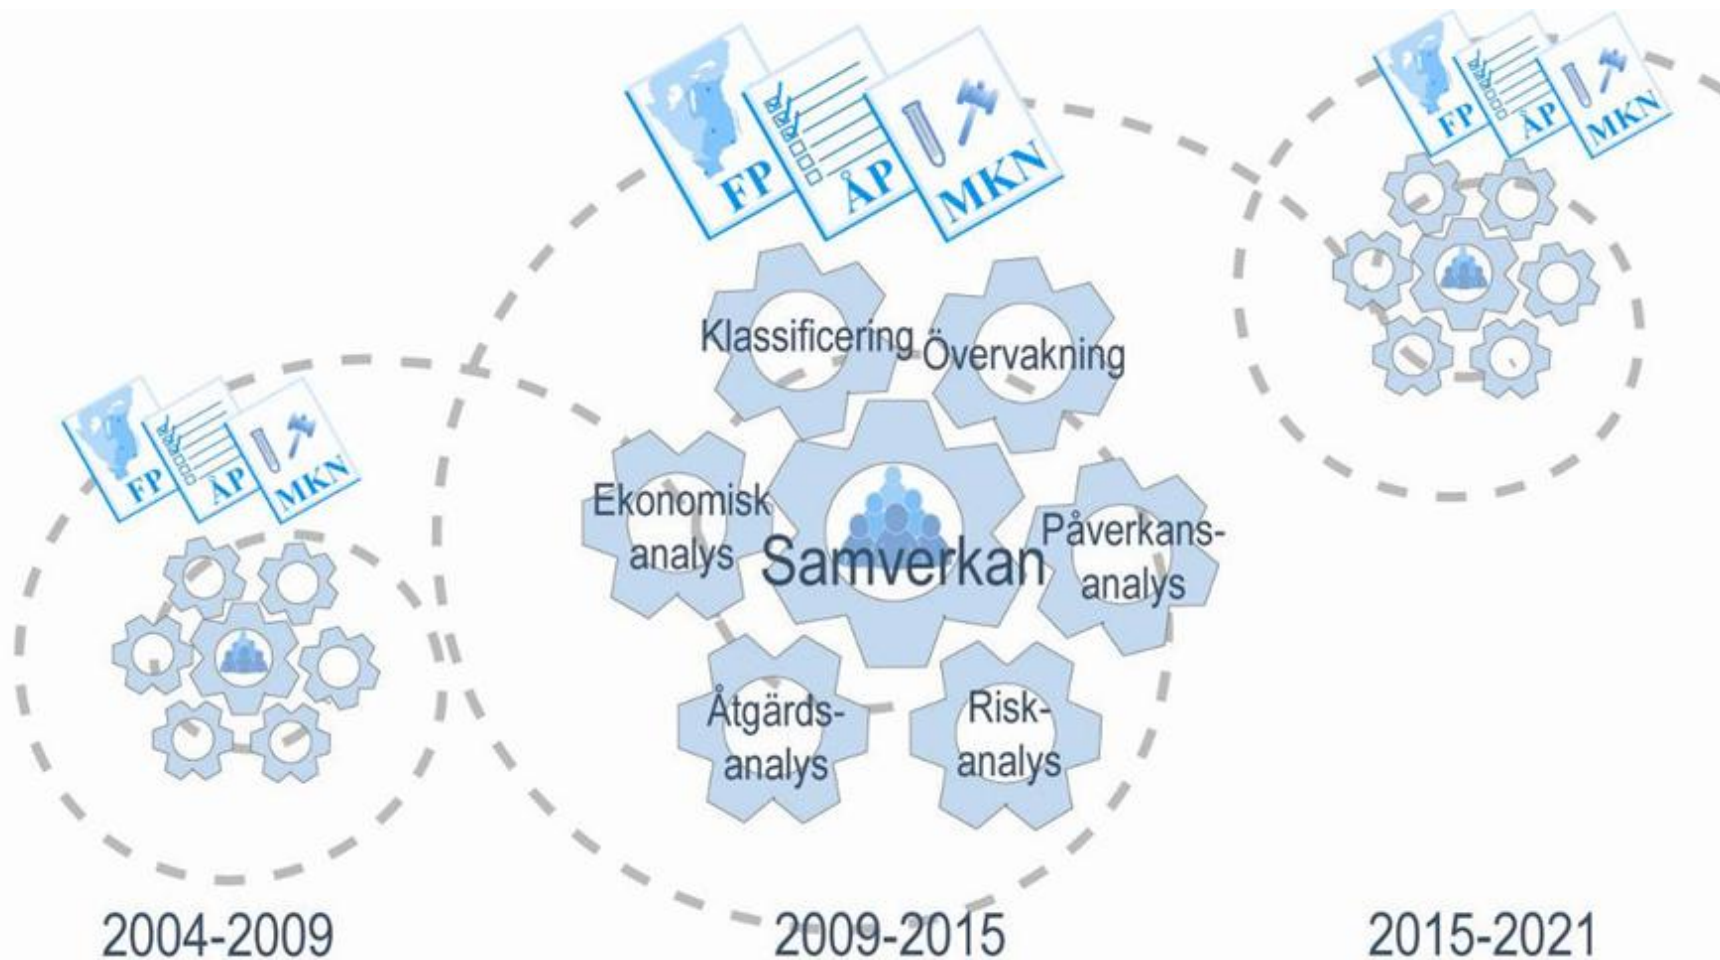 FP
ÅP
MKN
2004-2009
FP
ÅP
MKN
Klassificering
Övervakning
Ekonomisk
analys
Samverkan
Påverkans-
analys
Åtgärds-
analys
Risk-
analys
2009-2015
FP
ÅP
MKN
2015-2021